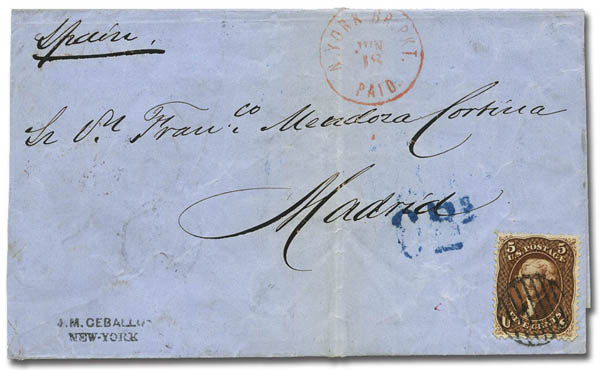 Spain.
N. YORK BR. PKT.
JUN
18
PAID
Sr Dn Franco Mendoza Cortina
Madrid
5 5
U.S. POSTAGE
FIVE CENTS
J.M. CEBALLO
NEW-YORK